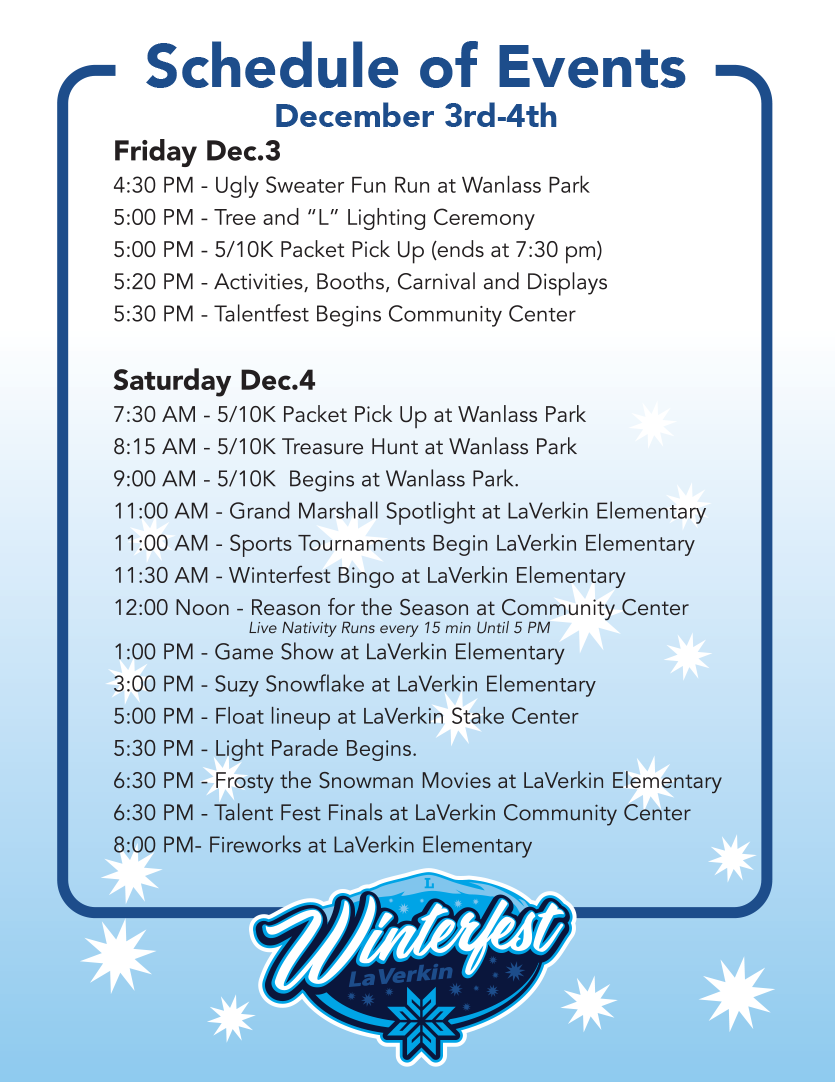 Schedule of Events
December 3rd-4th
Friday Dec.3
4:30 PM - Ugly Sweater Fun Run at Wanlass Park
5:00 PM - Tree and “L” Lighting Ceremony
5:00 PM - 5/10K Packet Pick Up (ends at 7:30 pm)
5:20 PM - Activities, Booths, Carnival and Displays
5:30 PM - Talentfest Begins Community Center
Saturday Dec.4
7:30 AM - 5/10K Packet Pick Up at Wanlass Park
8:15 AM - 5/10K Treasure Hunt at Wanlass Park
9:00 AM - 5/10K  Begins at Wanlass Park.
11:00 AM - Grand Marshall Spotlight at LaVerkin Elementary
11:00 AM - Sports Tournaments Begin LaVerkin Elementary
11:30 AM - Winterfest Bingo at LaVerkin Elementary
12:00 Noon - Reason for the Season at Community Center
Live Nativity Runs every 15 min Until 5 PM
1:00 PM - Game Show at LaVerkin Elementary
3:00 PM - Suzy Snowflake at LaVerkin Elementary
5:00 PM - Float lineup at LaVerkin Stake Center
5:30 PM - Light Parade Begins.
6:30 PM - Frosty the Snowman Movies at LaVerkin Elementary
6:30 PM - Talent Fest Finals at LaVerkin Community Center
8:00 PM- Fireworks at LaVerkin Elementary
L
Winterfest
LaVerkin